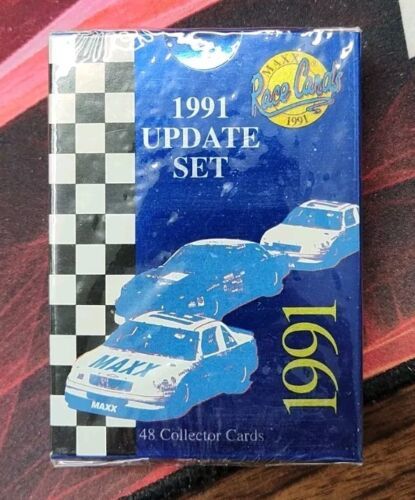 MAXX
Race Cards
1991
1991
UPDATE
SET
MAXX
MAXX
1991
48 Collector Cards